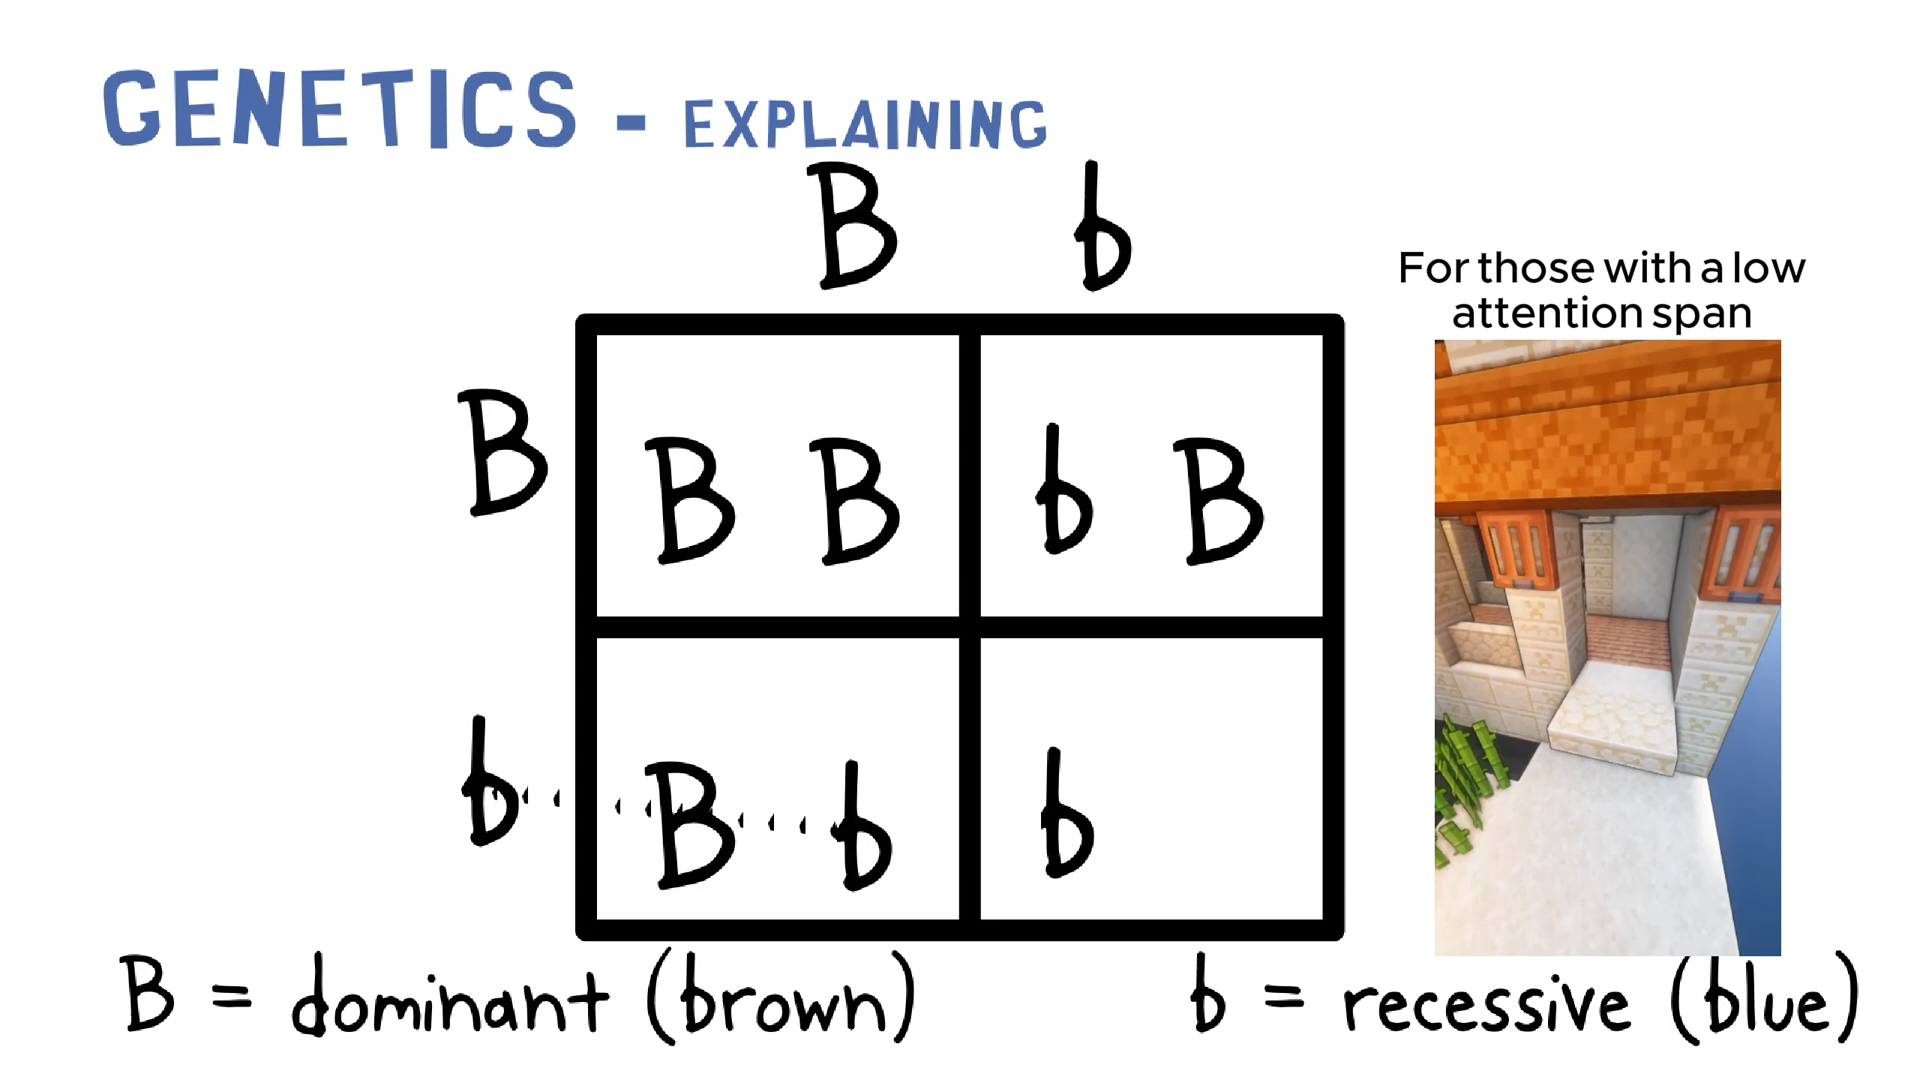 GENETICS - EXPLAINING
B b
For those with a low
attention span
B B B b B
b B b b
B = dominant (brown) b = recessive (blue)